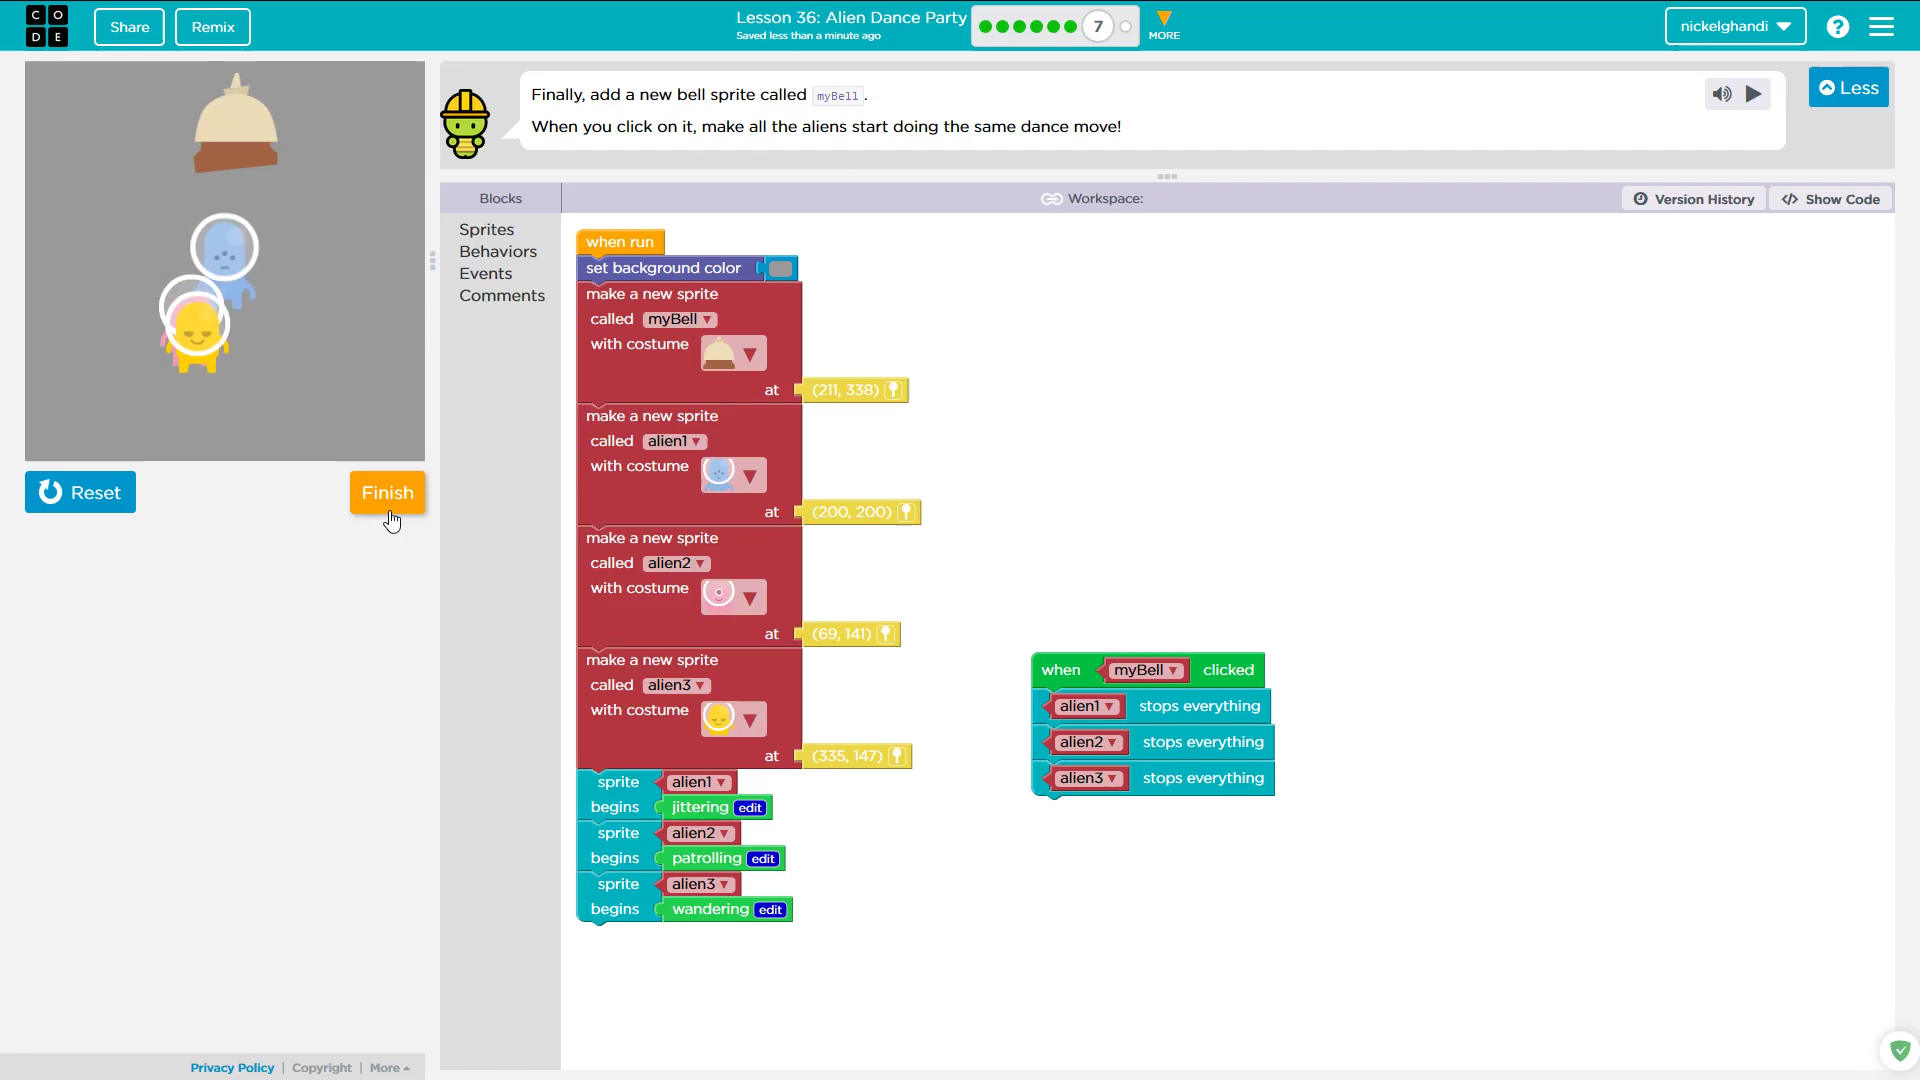 C O
D E
Share
Remix
Lesson 36: Alien Dance Party
Saved less than a minute ago
7
MORE
nickelghandi
?
Finally, add a new bell sprite called myBell.
When you click on it, make all the aliens start doing the same dance move!
Less
Blocks
Workspace:
Version History
</> Show Code
Sprites
Behaviors
Events
Comments
when run
set background color
make a new sprite
called myBell
with costume
at (211, 338)
make a new sprite
called alien1
with costume
at (200, 200)
make a new sprite
called alien2
with costume
at (69, 141)
make a new sprite
called alien3
with costume
at (335, 147)
sprite alien1
begins jittering edit
sprite alien2
begins patrolling edit
sprite alien3
begins wandering edit
when myBell clicked
alien1 stops everything
alien2 stops everything
alien3 stops everything
Reset
Finish
Privacy Policy | Copyright | More